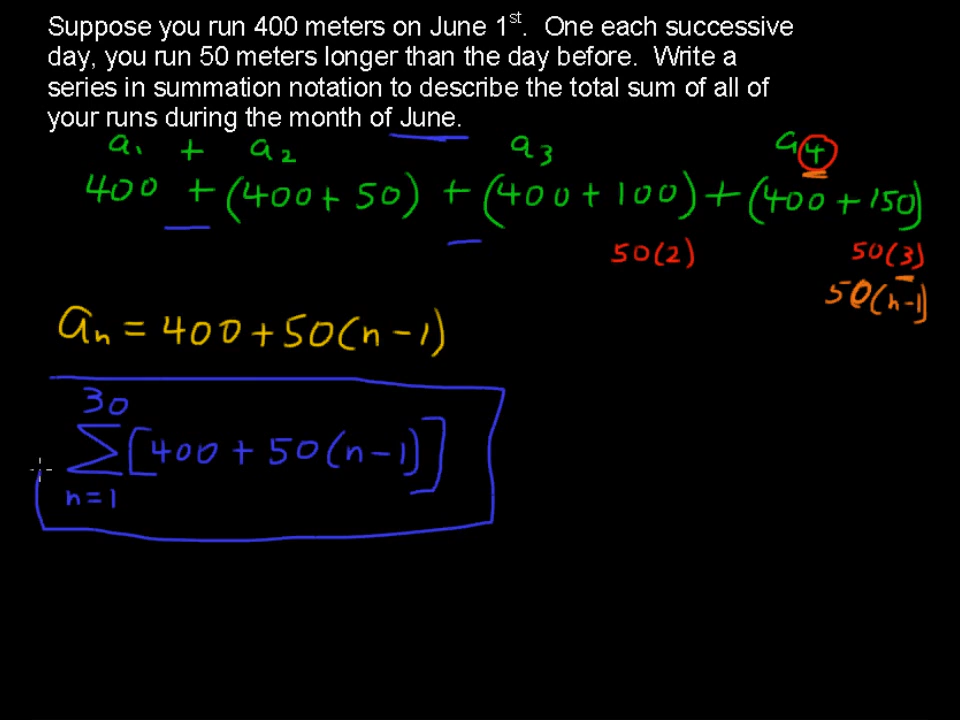 Suppose you run 400 meters on June 1st. One each successive
day, you run 50 meters longer than the day before. Write a
series in summation notation to describe the total sum of all of
your runs during the month of June.
a₁ + a₂ a₃ a₄
400 + (400 + 50) + (400 + 100) + (400 + 150)
50(2) 50(3)
50(n-1)
aₙ = 400 + 50(n - 1)
30
∑ [400 + 50(n - 1)]
n = 1